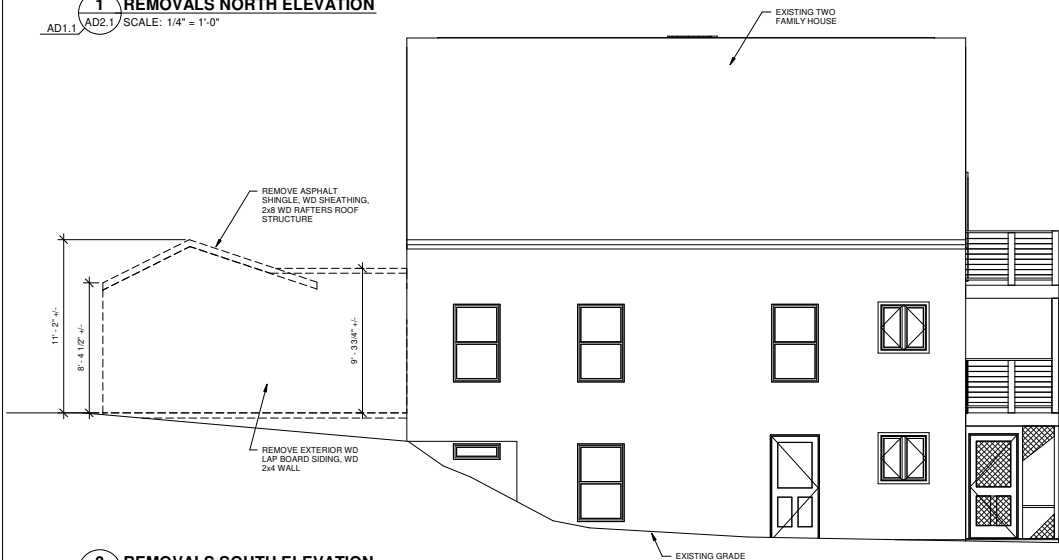 1 REMOVALS NORTH ELEVATION
AD1.1 AD2.1 SCALE: 1/4" = 1'-0"
EXISTING TWO
FAMILY HOUSE
REMOVE ASPHALT
SHINGLE, WD SHEATHING,
2x8 WD RAFTERS ROOF
STRUCTURE
11' - 2" +/-
8' - 4 1/2" +/-
9' - 3 3/4" +/-
REMOVE EXTERIOR WD
LAP BOARD SIDING, WD
2x4 WALL
EXISTING GRADE
2 REMOVALS SOUTH ELEVATION